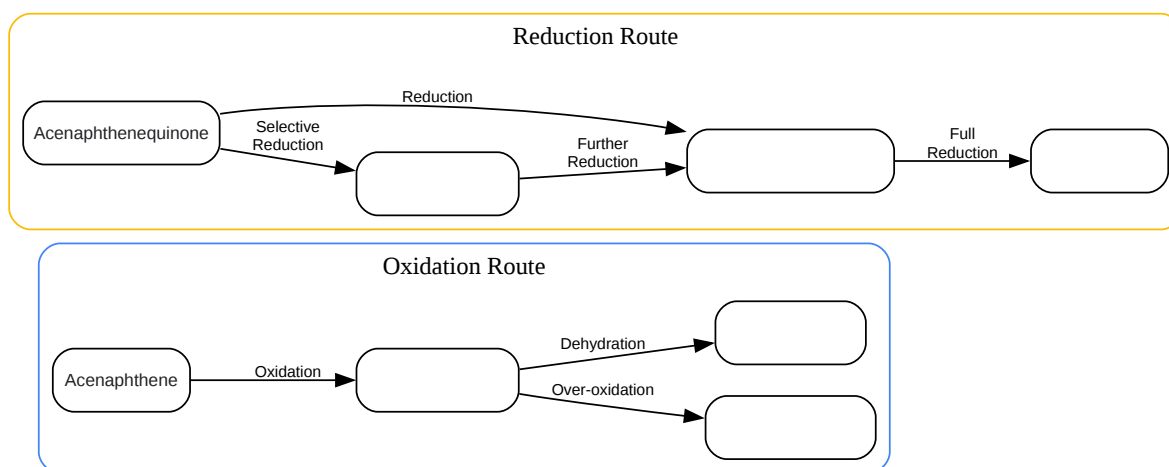 Reduction Route
Acenaphthenequinone
Reduction
Selective
Reduction
Further
Reduction
Full
Reduction
Oxidation Route
Acenaphthene
Oxidation
Dehydration
Over-oxidation